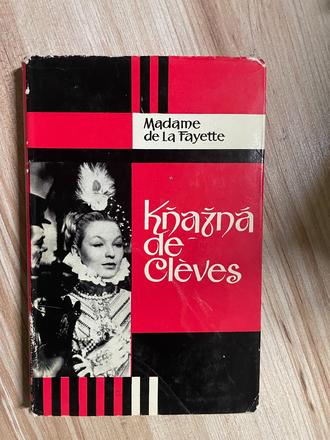 Madame
de La Fayette
Kňažná
de
Clèves